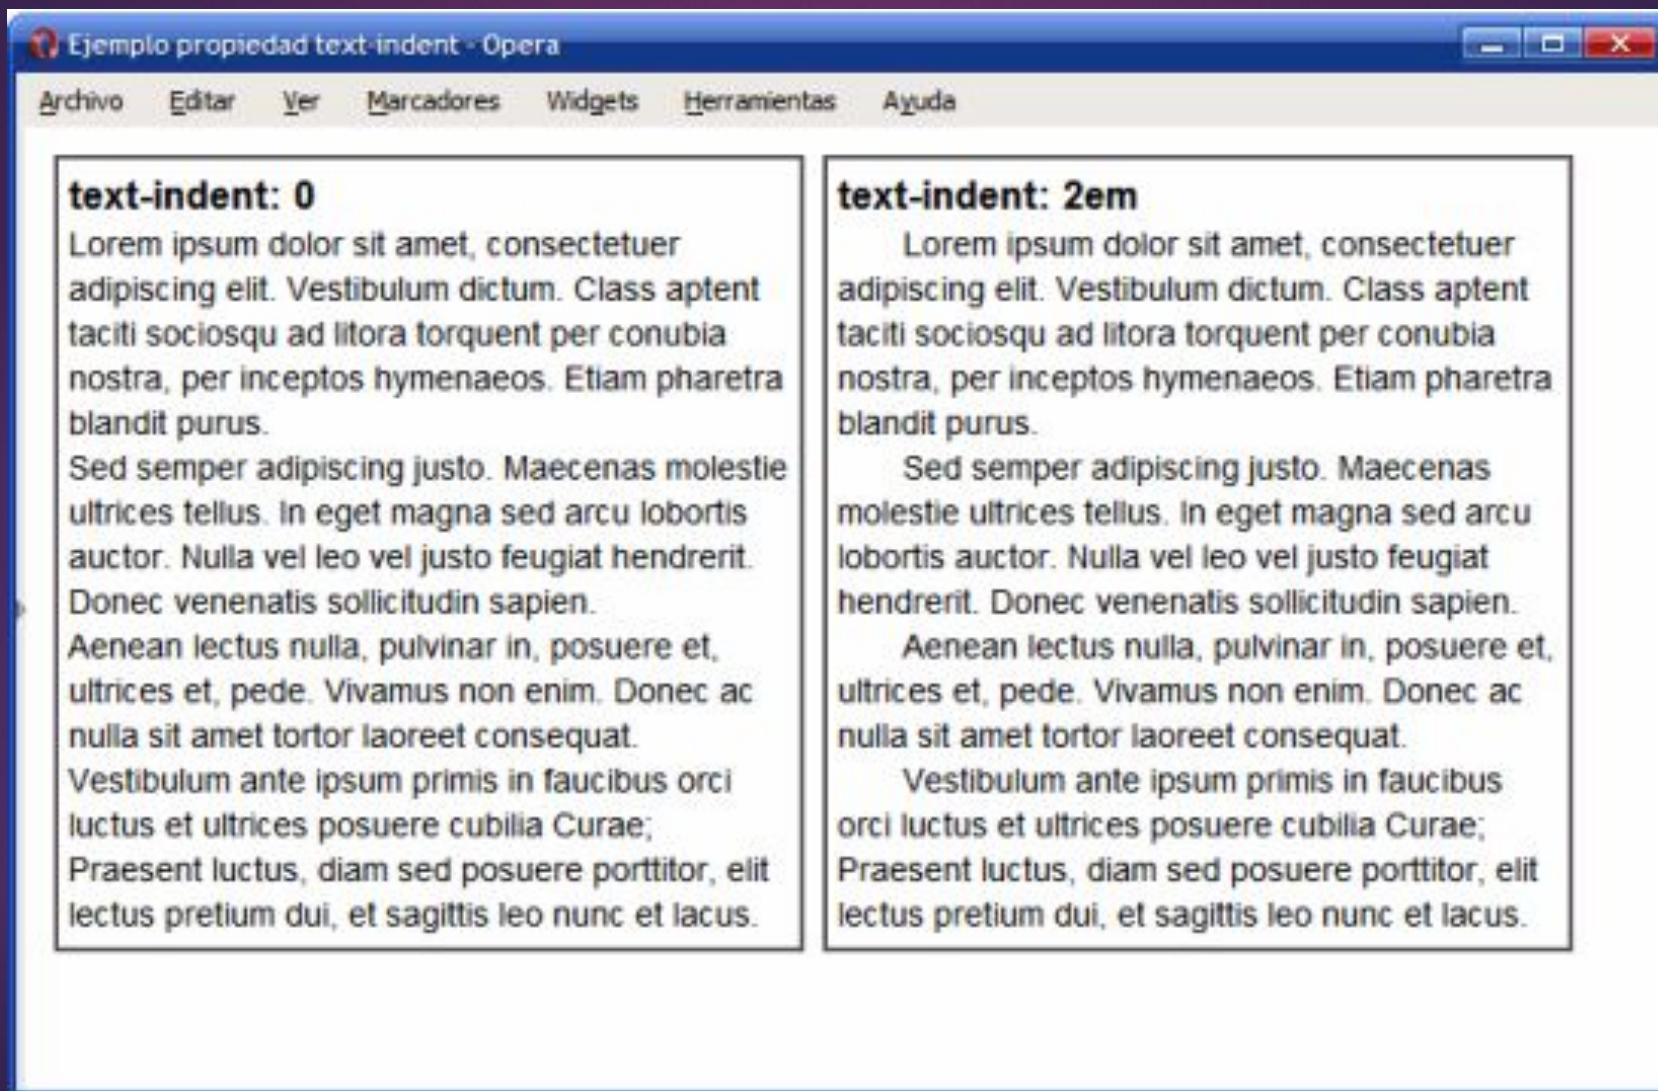 Ejemplo propiedad text-indent - Opera
Archivo Editar Ver Marcadores Widgets Herramientas Ayuda
text-indent: 0
Lorem ipsum dolor sit amet, consectetuer
adipiscing elit. Vestibulum dictum. Class aptent
taciti sociosqu ad litora torquent per conubia
nostra, per inceptos hymenaeos. Etiam pharetra
blandit purus.
Sed semper adipiscing justo. Maecenas molestie
ultrices tellus. In eget magna sed arcu lobortis
auctor. Nulla vel leo vel justo feugiat hendrerit.
Donec venenatis sollicitudin sapien.
Aenean lectus nulla, pulvinar in, posuere et,
ultrices et, pede. Vivamus non enim. Donec ac
nulla sit amet tortor laoreet consequat.
Vestibulum ante ipsum primis in faucibus orci
luctus et ultrices posuere cubilia Curae;
Praesent luctus, diam sed posuere porttitor, elit
lectus pretium dui, et sagittis leo nunc et lacus.
text-indent: 2em
Lorem ipsum dolor sit amet, consectetuer
adipiscing elit. Vestibulum dictum. Class aptent
taciti sociosqu ad litora torquent per conubia
nostra, per inceptos hymenaeos. Etiam pharetra
blandit purus.
Sed semper adipiscing justo. Maecenas
molestie ultrices tellus. In eget magna sed arcu
lobortis auctor. Nulla vel leo vel justo feugiat
hendrerit. Donec venenatis sollicitudin sapien.
Aenean lectus nulla, pulvinar in, posuere et,
ultrices et, pede. Vivamus non enim. Donec ac
nulla sit amet tortor laoreet consequat.
Vestibulum ante ipsum primis in faucibus
orci luctus et ultrices posuere cubilia Curae;
Praesent luctus, diam sed posuere porttitor, elit
lectus pretium dui, et sagittis leo nunc et lacus.